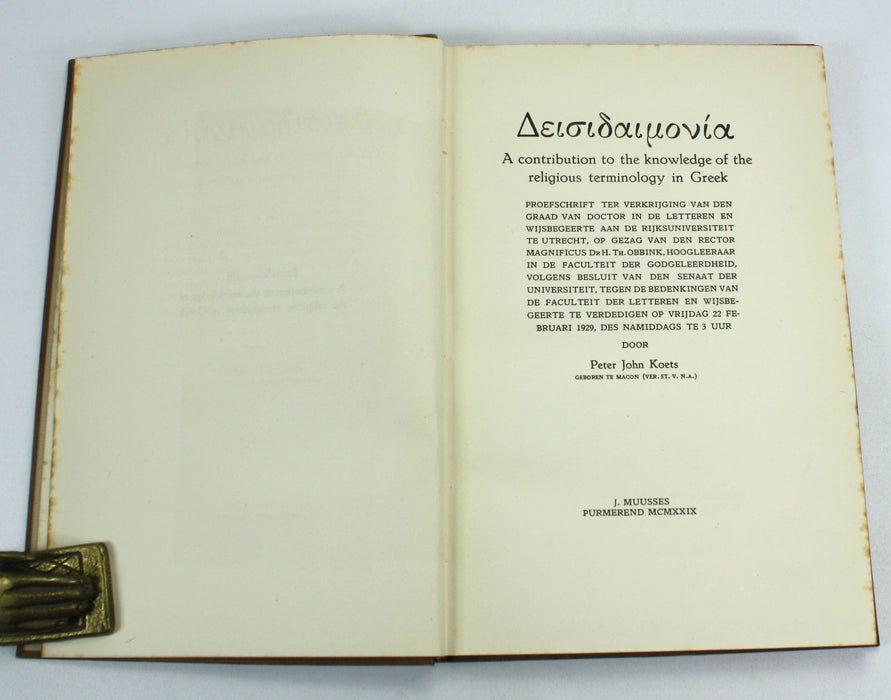 Δεισιδαιμονία
A contribution to the knowledge of the
religious terminology in Greek
PROEFSCHRIFT TER VERKRIJGING VAN DEN
GRAAD VAN DOCTOR IN DE LETTEREN EN
WIJSBEGEERTE AAN DE RIJKSUNIVERSITEIT
TE UTRECHT, OP GEZAG VAN DEN RECTOR
MAGNIFICUS DR H. TH. OBBINK, HOOGLEERAAR
IN DE FACULTEIT DER GODGELEERDHEID,
VOLGENS BESLUIT VAN DEN SENAAT DER
UNIVERSITEIT, TEGEN DE BEDENKINGEN VAN
DE FACULTEIT DER LETTEREN EN WIJSBE-
GEERTE TE VERDEDIGEN OP VRIJDAG 22 FE-
BRUARI 1929, DES NAMIDDAGS TE 3 UUR
DOOR
Peter John Koets
GEBOREN TE MACON (VER. ST. V. N.A.)
J. MUUSSES
PURMEREND MCMXXIX